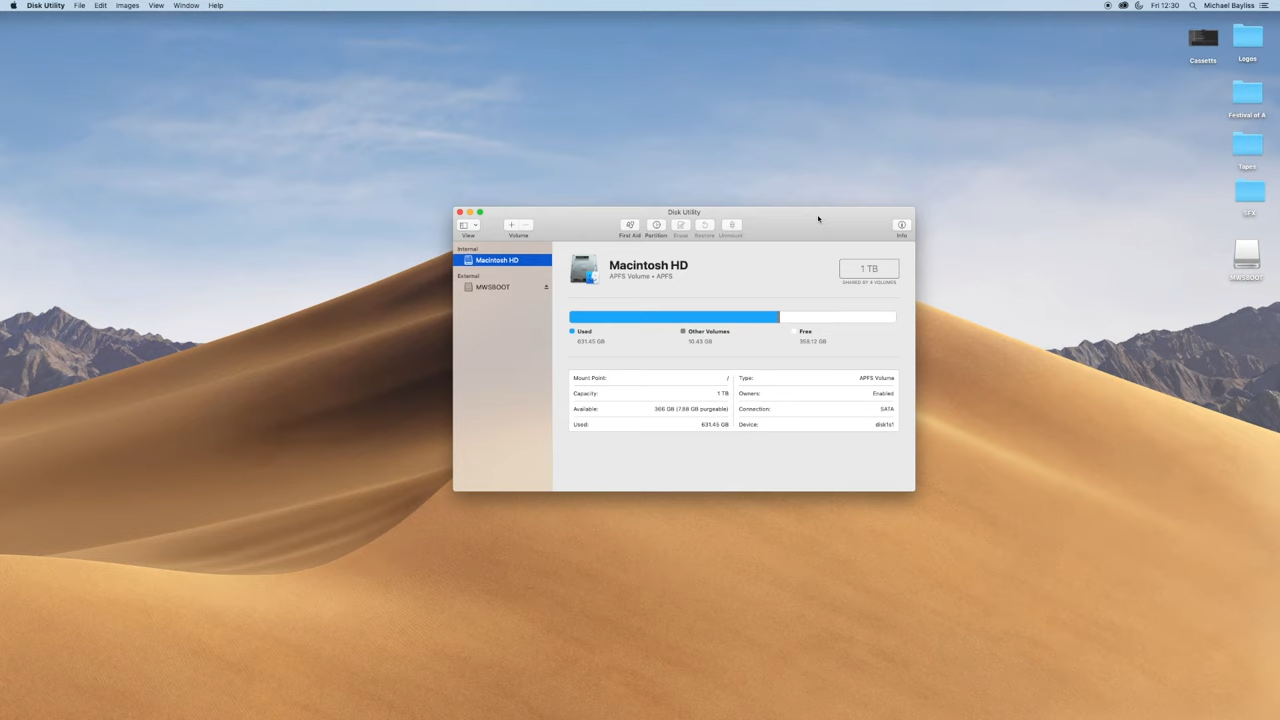 Disk Utility File Edit Images View Window Help
Fri 12:30 Michael Bayliss
Cassetts
Logos
Festival of A
Tapes
SFX
MWSBOOT
Disk Utility
View Volume First Aid Partition Erase Restore Unmount Info
Internal
Macintosh HD
External
MWSBOOT
Macintosh HD
APFS Volume • APFS
1 TB
SHARED BY 4 VOLUMES
Used
631.45 GB
Other Volumes
10.43 GB
Free
358.12 GB
Mount Point: /
Capacity: 1 TB
Available: 366 GB (7.88 GB purgeable)
Used: 631.45 GB
Type: APFS Volume
Owners: Enabled
Connection: SATA
Device: disk1s1